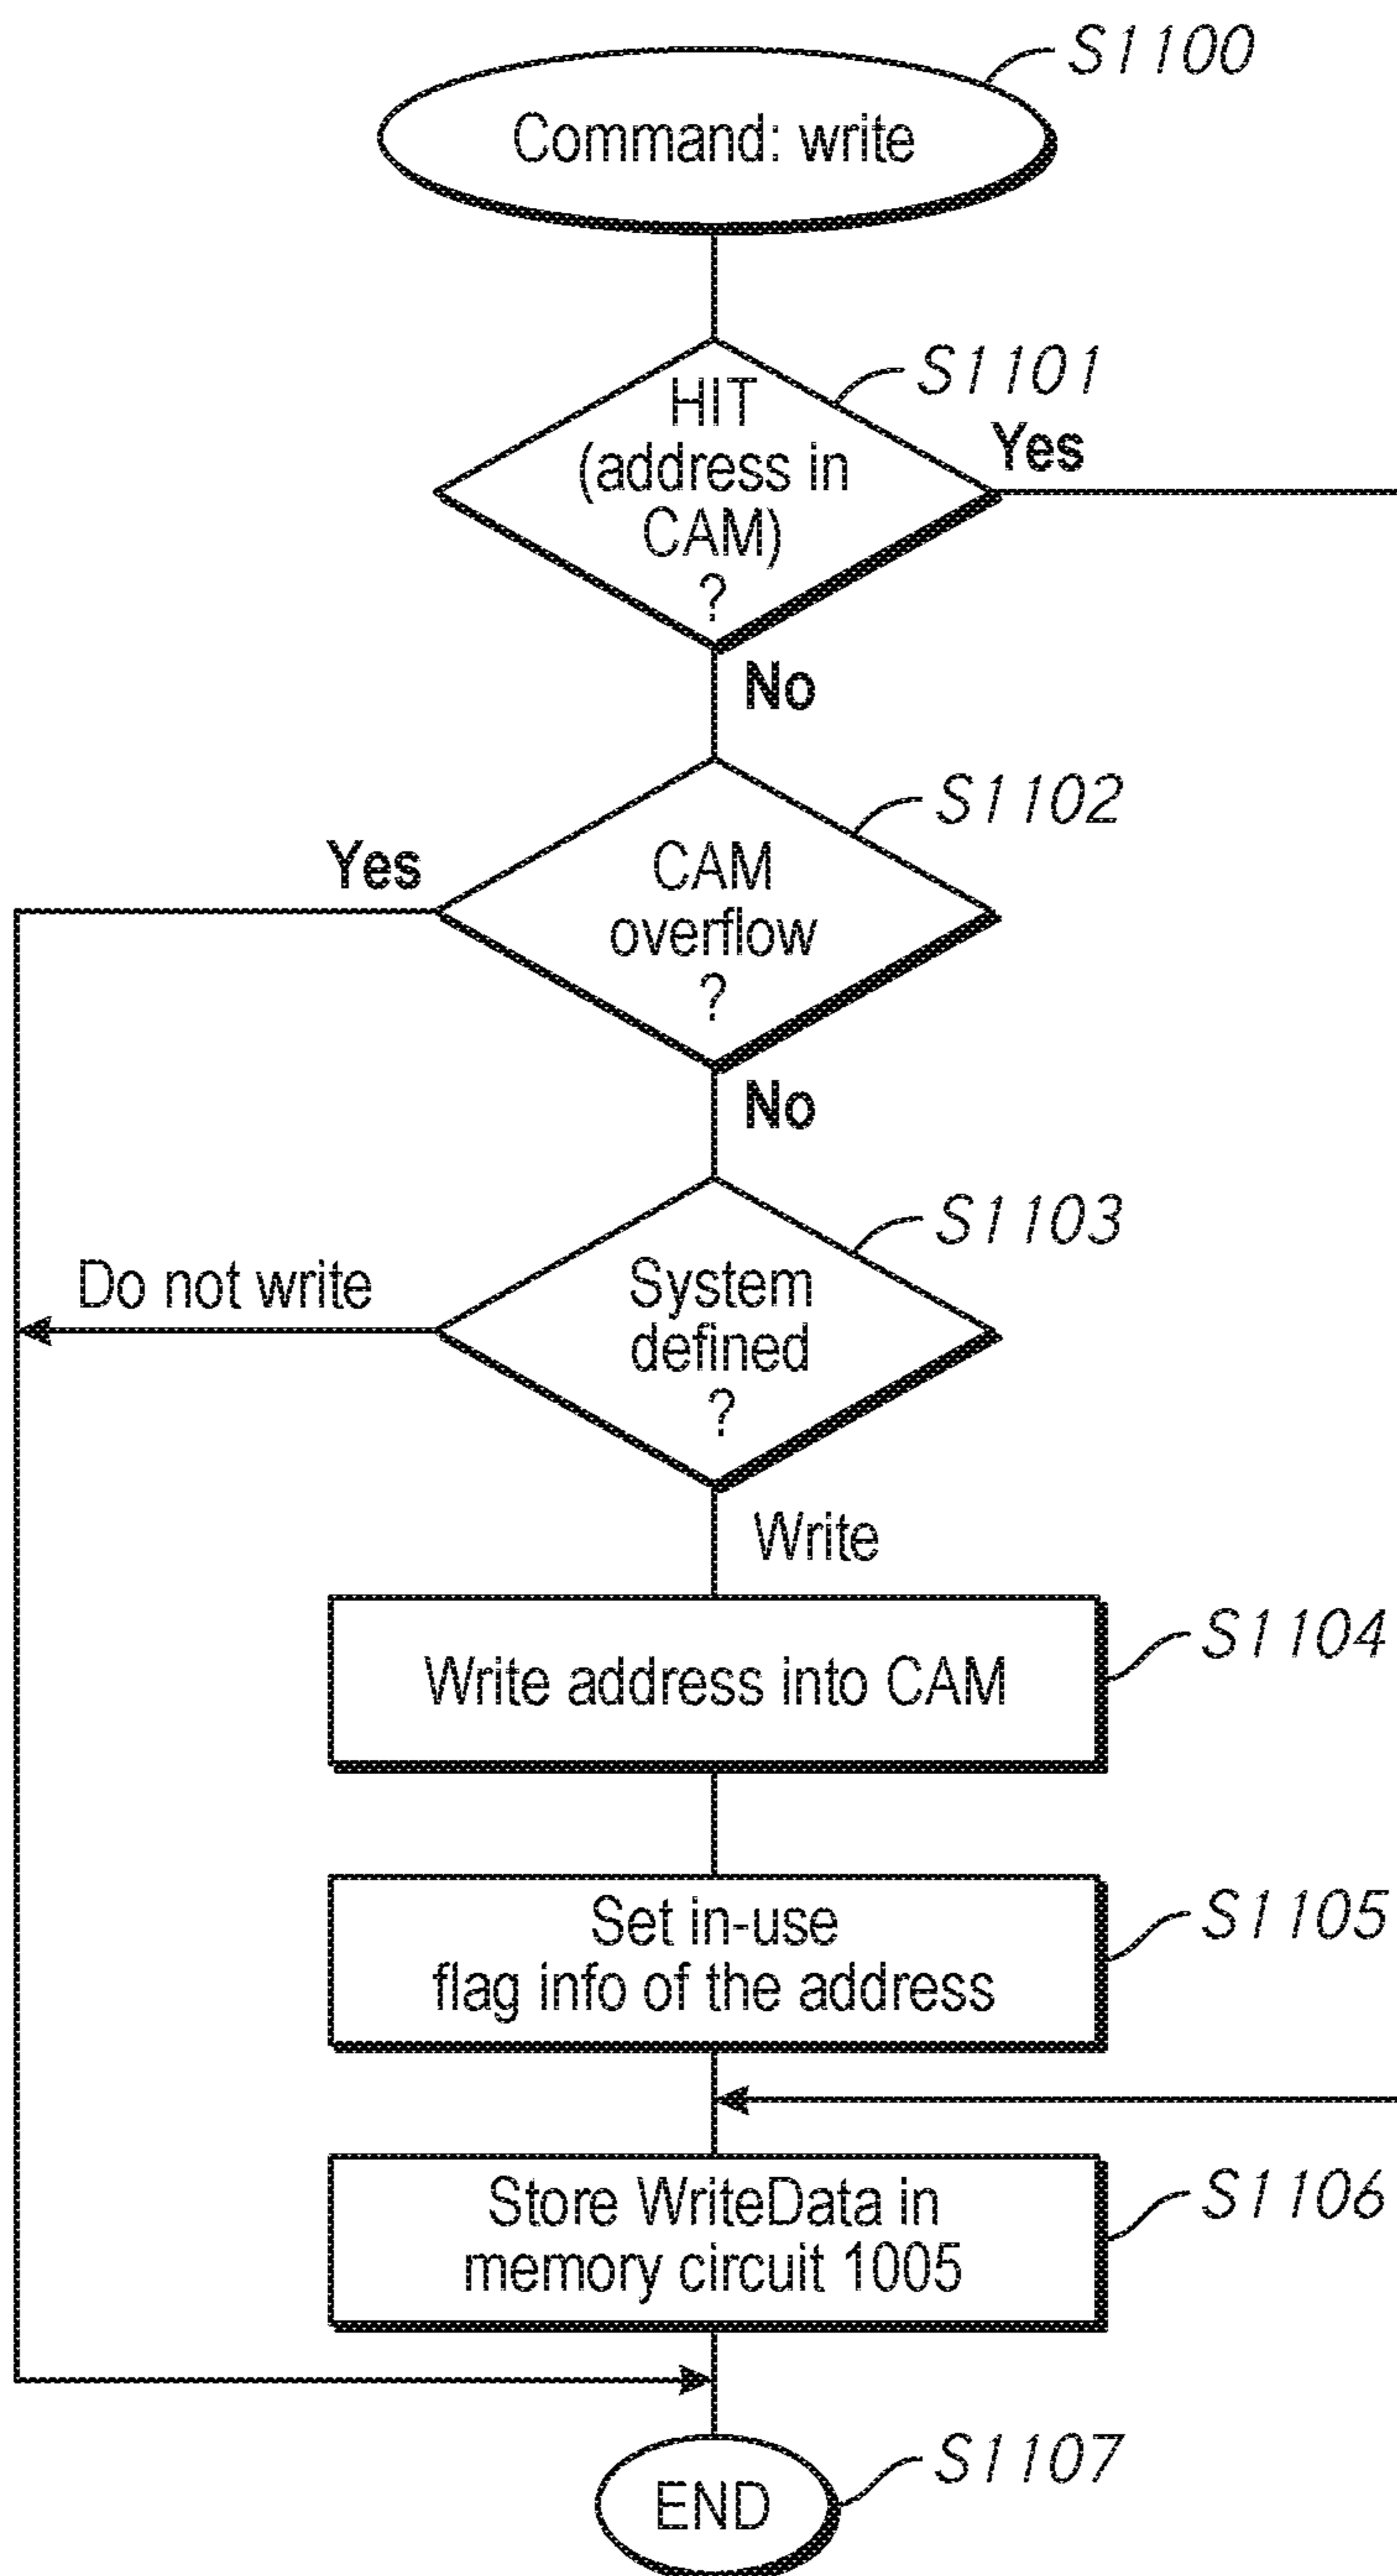 S1100
Command: write
S1101
HIT
(address in
CAM)
?
Yes
No
S1102
Yes
CAM
overflow
?
No
S1103
Do not write
System
defined
?
Write
S1104
Write address into CAM
S1105
Set in-use
flag info of the address
S1106
Store WriteData in
memory circuit 1005
S1107
END